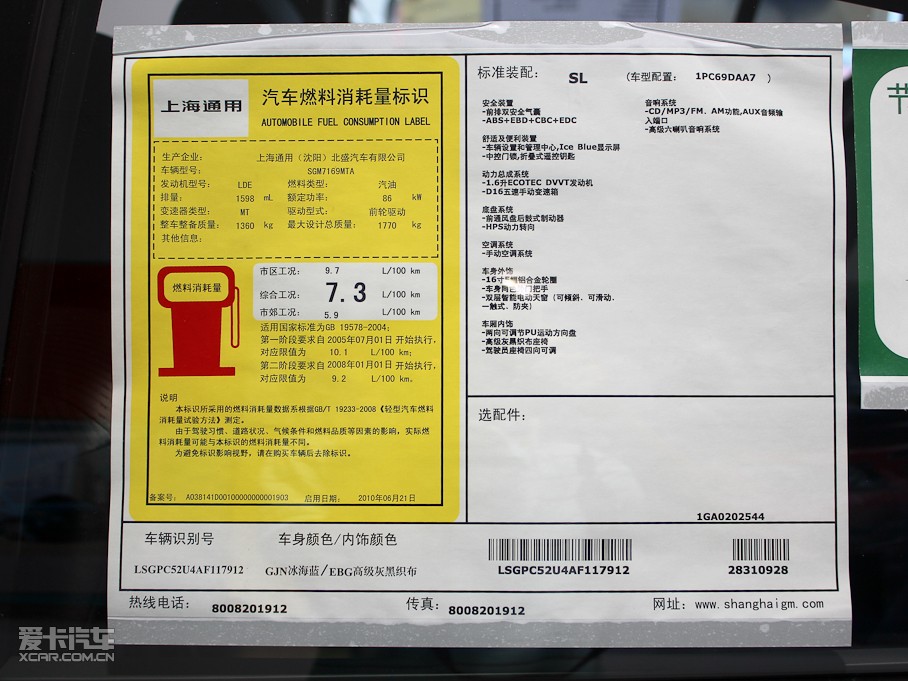 上海通用
汽车燃料消耗量标识
AUTOMOBILE FUEL CONSUMPTION LABEL
生产企业： 上海通用（沈阳）北盛汽车有限公司
车辆型号： SGM7169MTA
发动机型号： LDE 燃料类型： 汽油
排量： 1598 mL 额定功率： 86 kW
变速器类型： MT 驱动型式： 前轮驱动
整车整备质量： 1360 kg 最大设计总质量： 1770 kg
其他信息：
燃料消耗量
市区工况： 9.7 L/100 km
综合工况： 7.3 L/100 km
市郊工况： 5.9 L/100 km
适用国家标准为GB 19578-2004;
第一阶段要求自2005年07月01日开始执行,
对应限值为 10.1 L/100 km;
第二阶段要求自2008年01月01日开始执行,
对应限值为 9.2 L/100 km。
说明
本标识所采用的燃料消耗量数据系根据GB/T 19233-2008《轻型汽车燃料
消耗量试验方法》测定。
由于驾驶习惯、道路状况、气候条件和燃料品质等因素的影响，实际燃
料消耗量可能与本标识的燃料消耗量不同。
为避免标识影响视野，请在购买车辆后去除标识。
备案号： A038141D00100000000001903 启用日期： 2010年06月21日
标准装配： SL （车型配置： 1PC69DAA7 ）
安全装置
-前排双安全气囊
-ABS+EBD+CBC+EDC
舒适及便利装置
-车辆设置和管理中心,Ice Blue显示屏
-中控门锁,折叠式遥控钥匙
动力总成系统
-1.6升ECOTEC DVVT发动机
-D16五速手动变速箱
底盘系统
-前通风盘后鼓式制动器
-HPS动力转向
空调系统
-手动空调系统
车身外饰
-16寸铝合金轮圈
-车身同色门把手
-双层智能电动天窗（可倾斜、可滑动、
一触式、防夹）
车厢内饰
-两向可调节PU运动方向盘
-高级灰黑织布座椅
-驾驶员座椅四向可调
音响系统
-CD/MP3/FM、AM功能,AUX音频输
入端口
-高级六喇叭音响系统
选配件：
1GA0202544
车辆识别号 车身颜色/内饰颜色
LSGPC52U4AF117912 GJN冰海蓝/EBG高级灰黑织布
LSGPC52U4AF117912
28310928
热线电话： 8008201912 传真： 8008201912 网址： www.shanghaigm.com
爱卡汽车
XCAR.COM.CN